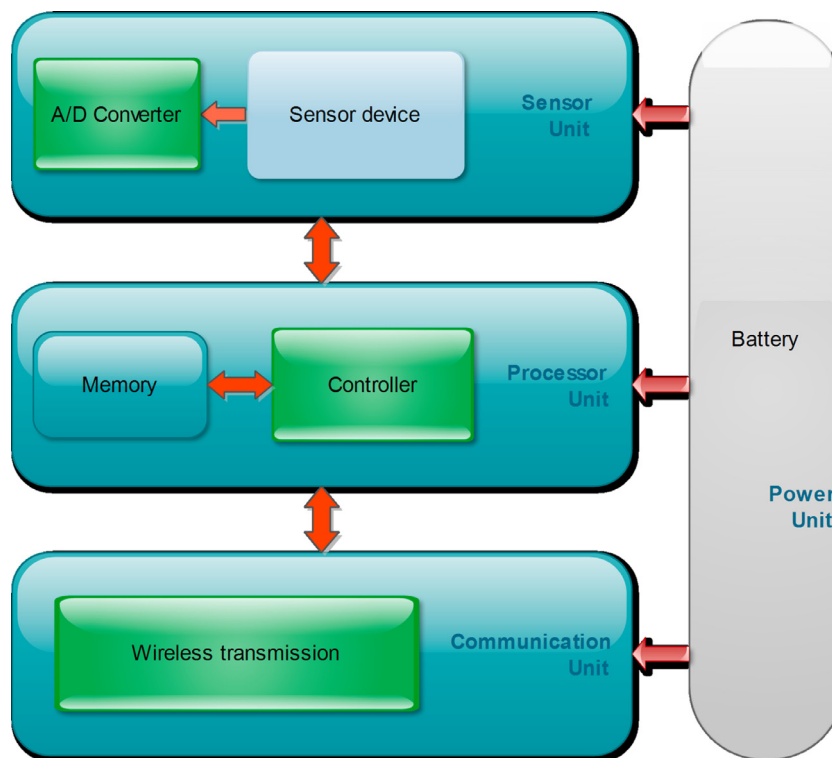 A/D Converter
Sensor device
Sensor
Unit
Memory
Controller
Processor
Unit
Battery
Power
Unit
Wireless transmission
Communication
Unit